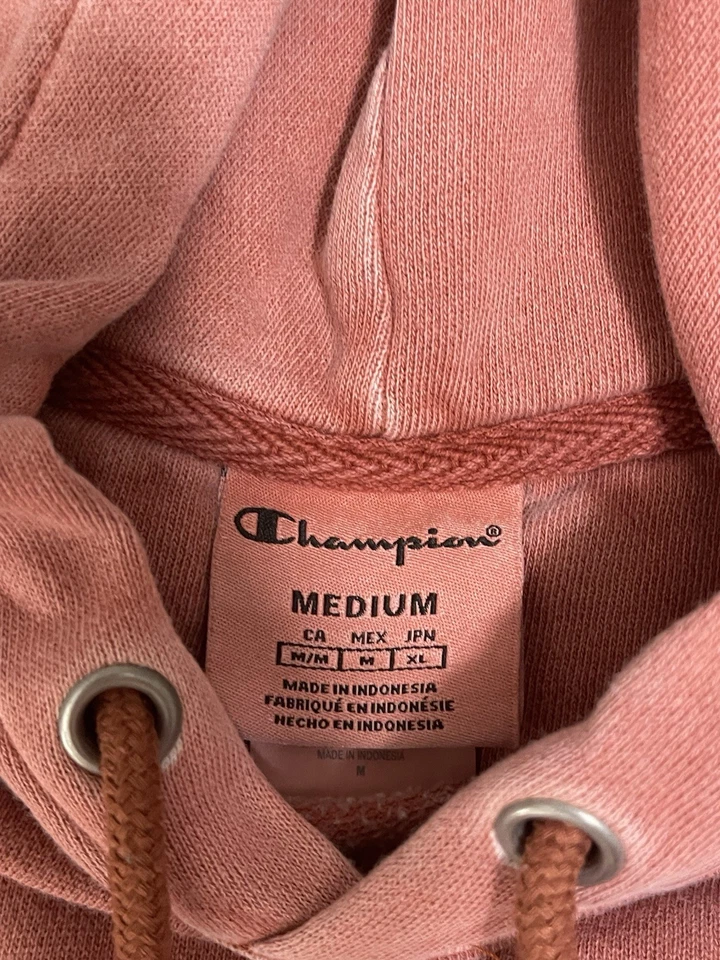 Champion®
MEDIUM
CA MEX JPN
M/M M XL
MADE IN INDONESIA
FABRIQUÉ EN INDONÉSIE
HECHO EN INDONESIA
MADE IN INDONESIA
M